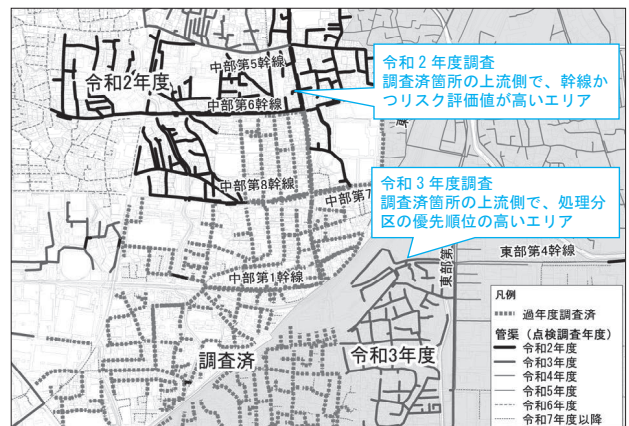 令和2年度調査
調査済箇所の上流側で、幹線か
つリスク評価値が高いエリア
中部第5幹線
令和2年度
中部第6幹線
令和3年度調査
調査済箇所の上流側で、処理分
区の優先順位の高いエリア
中部第8幹線
中部第7
東部第4幹線
東部第
中部第1幹線
調査済
令和3年度
凡例
過年度調査済
管渠（点検調査年度）
令和2年度
令和3年度
令和4年度
令和5年度
令和6年度
令和7年度以降